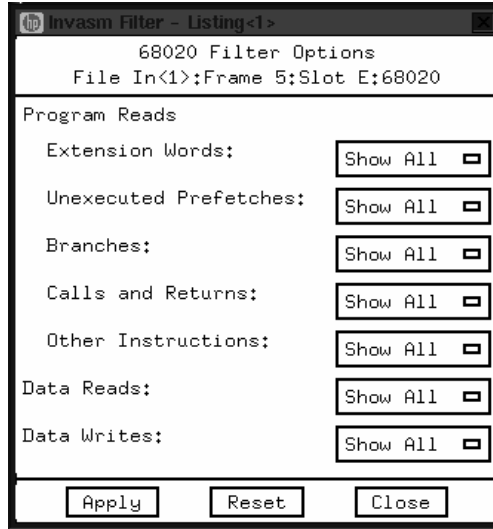 hp Invasm Filter - Listing<1>
68020 Filter Options
File In<1>:Frame 5:Slot E:68020
Program Reads
Extension Words: Show All
Unexecuted Prefetches: Show All
Branches: Show All
Calls and Returns: Show All
Other Instructions: Show All
Data Reads: Show All
Data Writes: Show All
Apply Reset Close